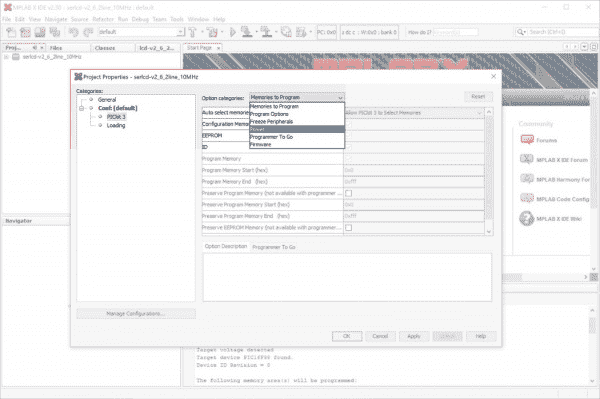 MPLAB X IDE v2.30 - serlcd-v2_6_2line_10MHz : default
File Edit View Navigate Source Refactor Run Debug Team Tools Window Help
default
PC: 0x0
z dc c : W:0x0 : bank 0
How do I?
Search (Ctrl+I)
Files
Classes
Start Page
serlcd-v2_6_2line_10MHz
Project Properties - serlcd-v2_6_2line_10MHz
Categories:
General
Conf: (default)
PICkit 3
Loading
Manage Configurations...
Option categories: Memories to Program
Reset
Memories to Program
Program Options
Freeze Peripherals
Programmer To Go
Firmware
Auto select memories
Allow PICkit 3 to Select Memories
Configuration Memory
EEPROM
ID
Program Memory
Program Memory Start (hex) 0x0
Program Memory End (hex) 0xfff
Preserve Program Memory (not available with programmer ...
Preserve Program Memory Start (hex) 0x0
Preserve Program Memory End (hex) 0xfff
Preserve EEPROM Memory (not available with programmer ...
Option Description
Programmer To Go
OK
Cancel
Apply
Unlock
Help
Community
Forums
MPLAB X IDE Forum
MPLAB Harmony For
MPLAB Code Config
MPLAB X IDE Wiki
Navigator
Target voltage detected
Target device PIC16F88 found.
Device ID Revision = 8
The following memory area(s) will be programmed: